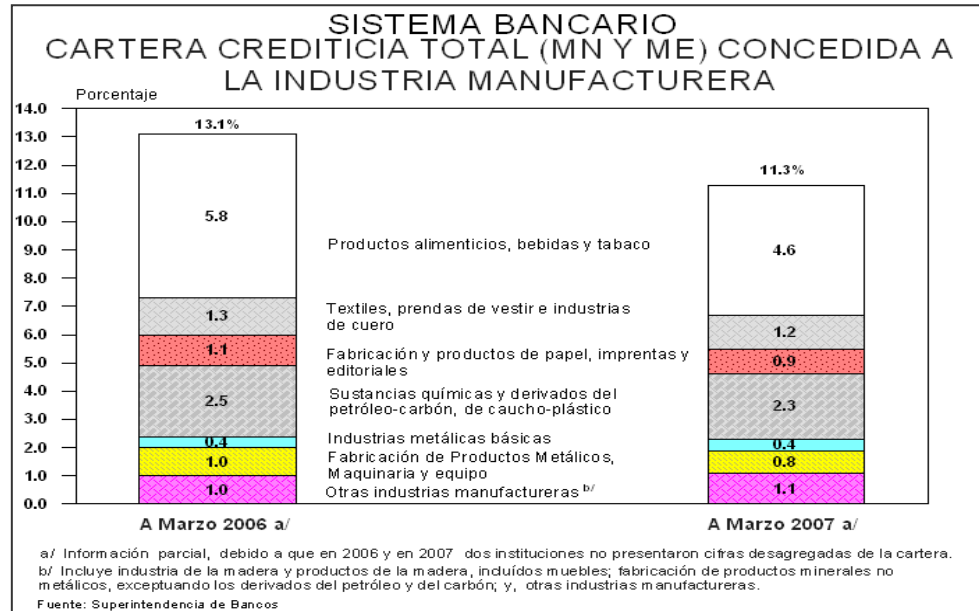 SISTEMA BANCARIO
CARTERA CREDITICIA TOTAL (MN Y ME) CONCEDIDA A
LA INDUSTRIA MANUFACTURERA
Porcentaje
14.0
13.0
12.0
11.0
10.0
9.0
8.0
7.0
6.0
5.0
4.0
3.0
2.0
1.0
0.0
13.1%
5.8
1.3
1.1
2.5
0.4
1.0
1.0
Productos alimenticios, bebidas y tabaco
Textiles, prendas de vestir e industrias
de cuero
Fabricación y productos de papel, imprentas y
editoriales
Sustancias químicas y derivados del
petróleo-carbón, de caucho-plástico
Industrias metálicas básicas
Fabricación de Productos Metálicos,
Maquinaria y equipo
Otras industrias manufactureras b/
11.3%
4.6
1.2
0.9
2.3
0.4
0.8
1.1
A Marzo 2006 a/
A Marzo 2007 a/
a/ Información parcial, debido a que en 2006 y en 2007 dos instituciones no presentaron cifras desagregadas de la cartera.
b/ Incluye industria de la madera y productos de la madera, incluídos muebles; fabricación de productos minerales no
metálicos, exceptuando los derivados del petróleo y del carbón; y, otras industrias manufactureras.
Fuente: Superintendencia de Bancos